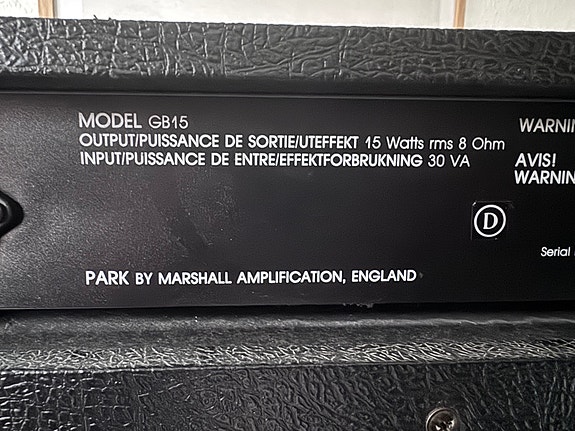 MODEL GB15
OUTPUT/PUISSANCE DE SORTIE/UTEFFEKT 15 Watts rms 8 Ohm
INPUT/PUISSANCE DE ENTRE/EFFEKTFORBRUKNING 30 VA
WARNIN
AVIS!
WARNIN
D
Serial
PARK BY MARSHALL AMPLIFICATION, ENGLAND